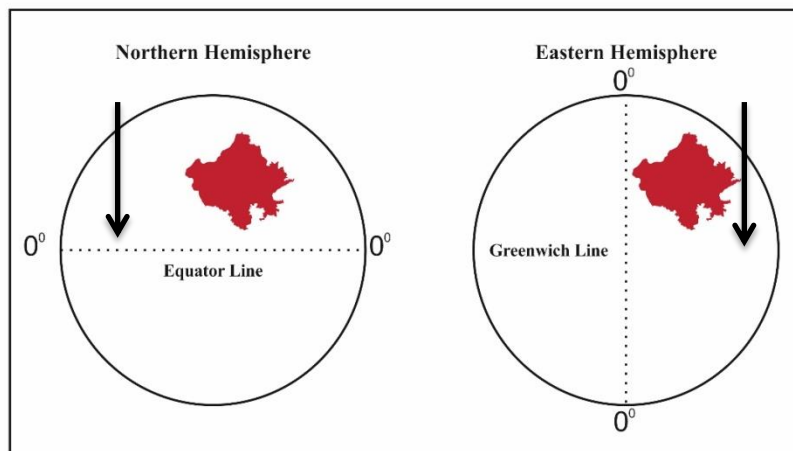 Northern Hemisphere
0⁰
0⁰
Equator Line
Eastern Hemisphere
0⁰
Greenwich Line
0⁰